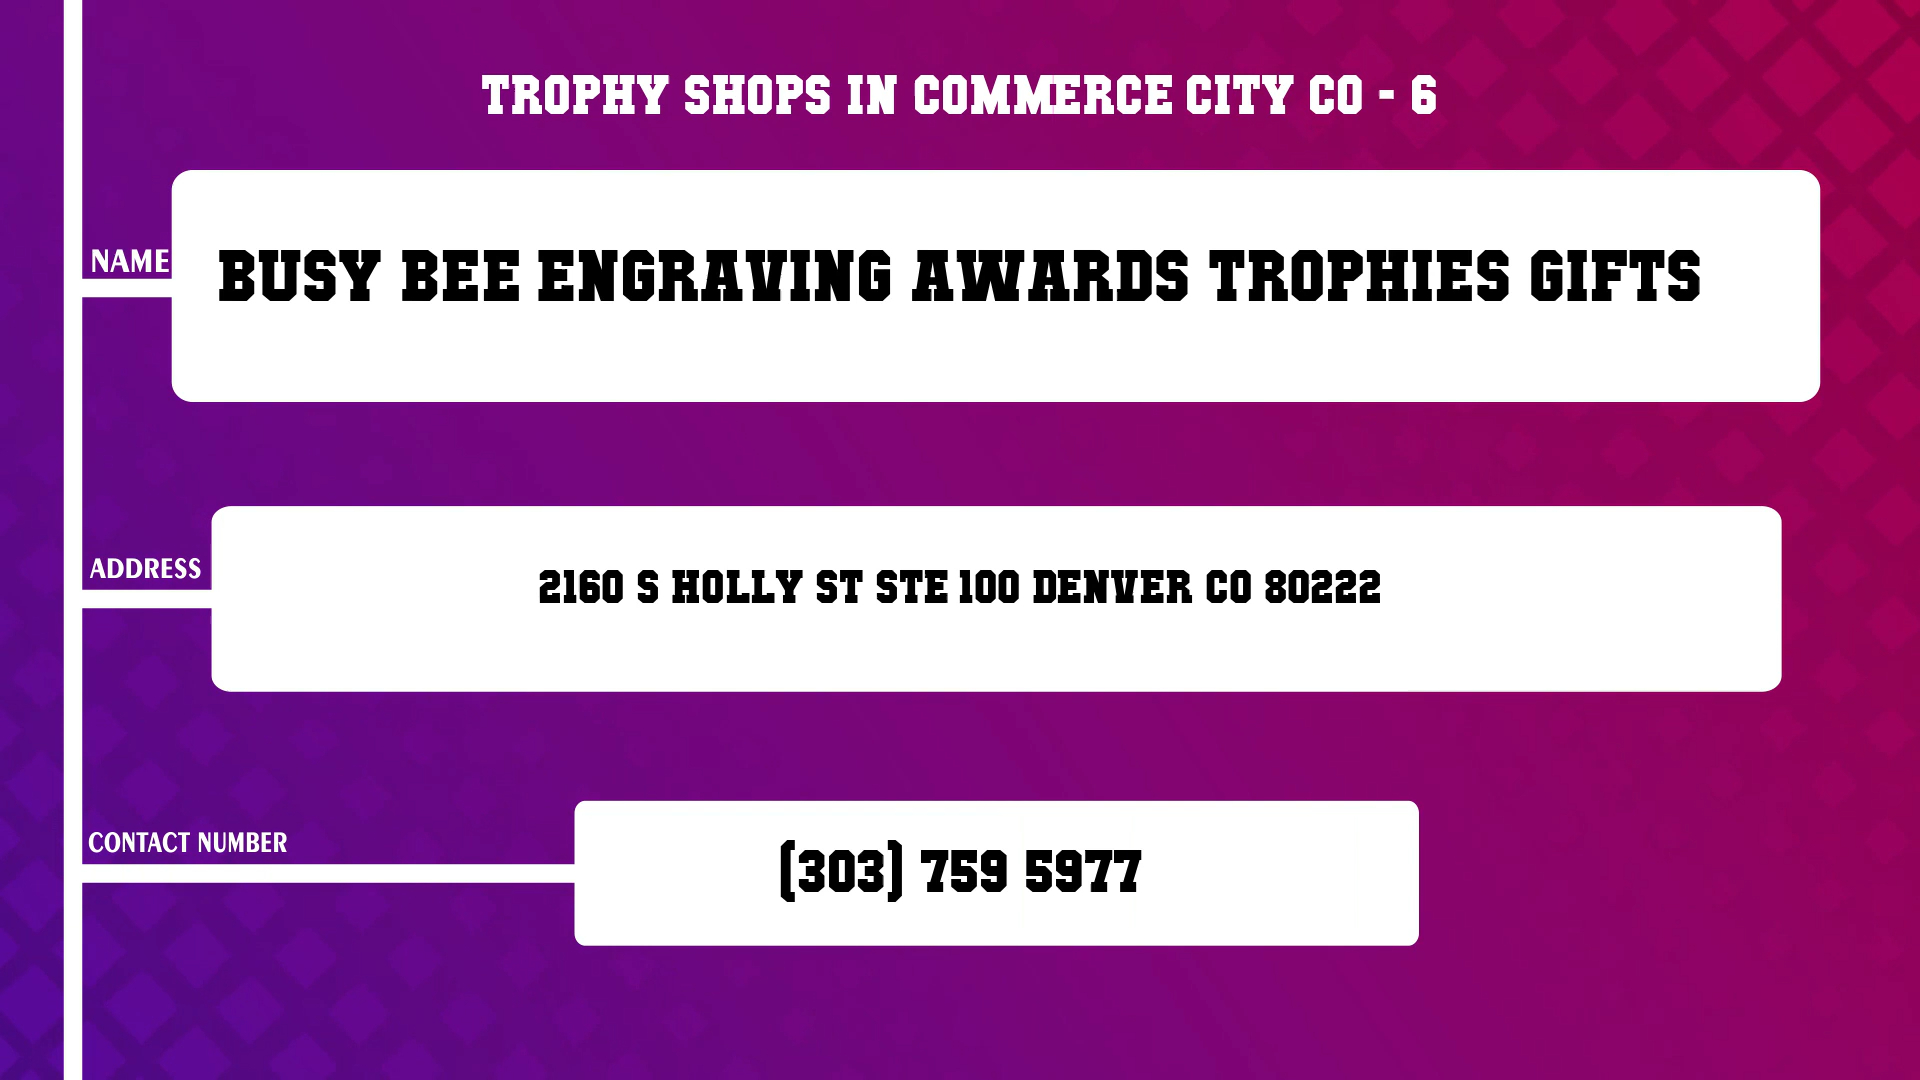 TROPHY SHOPS IN COMMERCE CITY CO - 6
NAME
BUSY BEE ENGRAVING AWARDS TROPHIES GIFTS
ADDRESS
2160 S HOLLY ST STE 100 DENVER CO 80222
CONTACT NUMBER
(303) 759 5977